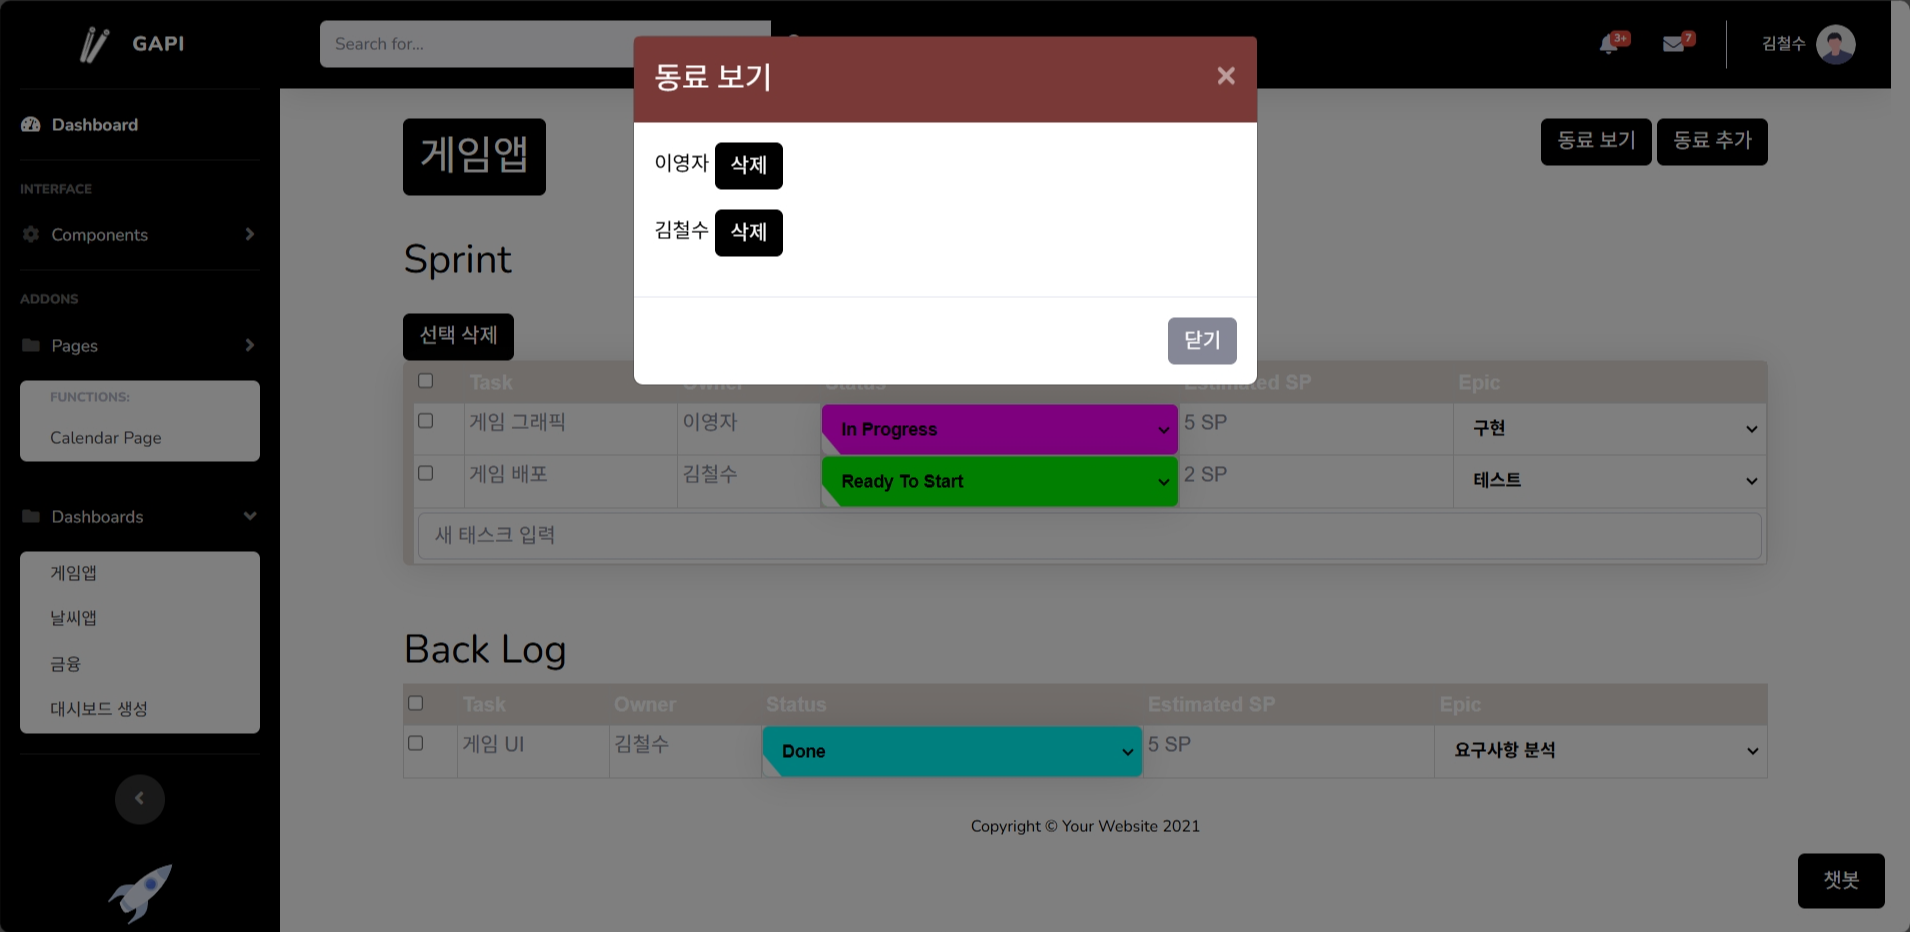 GAPI
Search for...
3+
7
김철수
Dashboard
INTERFACE
Components
ADDONS
Pages
FUNCTIONS:
Calendar Page
Dashboards
게임앱
날씨앱
금융
대시보드 생성
동료 보기
×
이영자 삭제
김철수 삭제
닫기
게임앱
동료 보기 동료 추가
Sprint
선택 삭제
Task Owner Status Estimated SP Epic
게임 그래픽 이영자 In Progress 5 SP 구현
게임 배포 김철수 Ready To Start 2 SP 테스트
새 태스크 입력
Back Log
Task Owner Status Estimated SP Epic
게임 UI 김철수 Done 5 SP 요구사항 분석
Copyright © Your Website 2021
챗봇